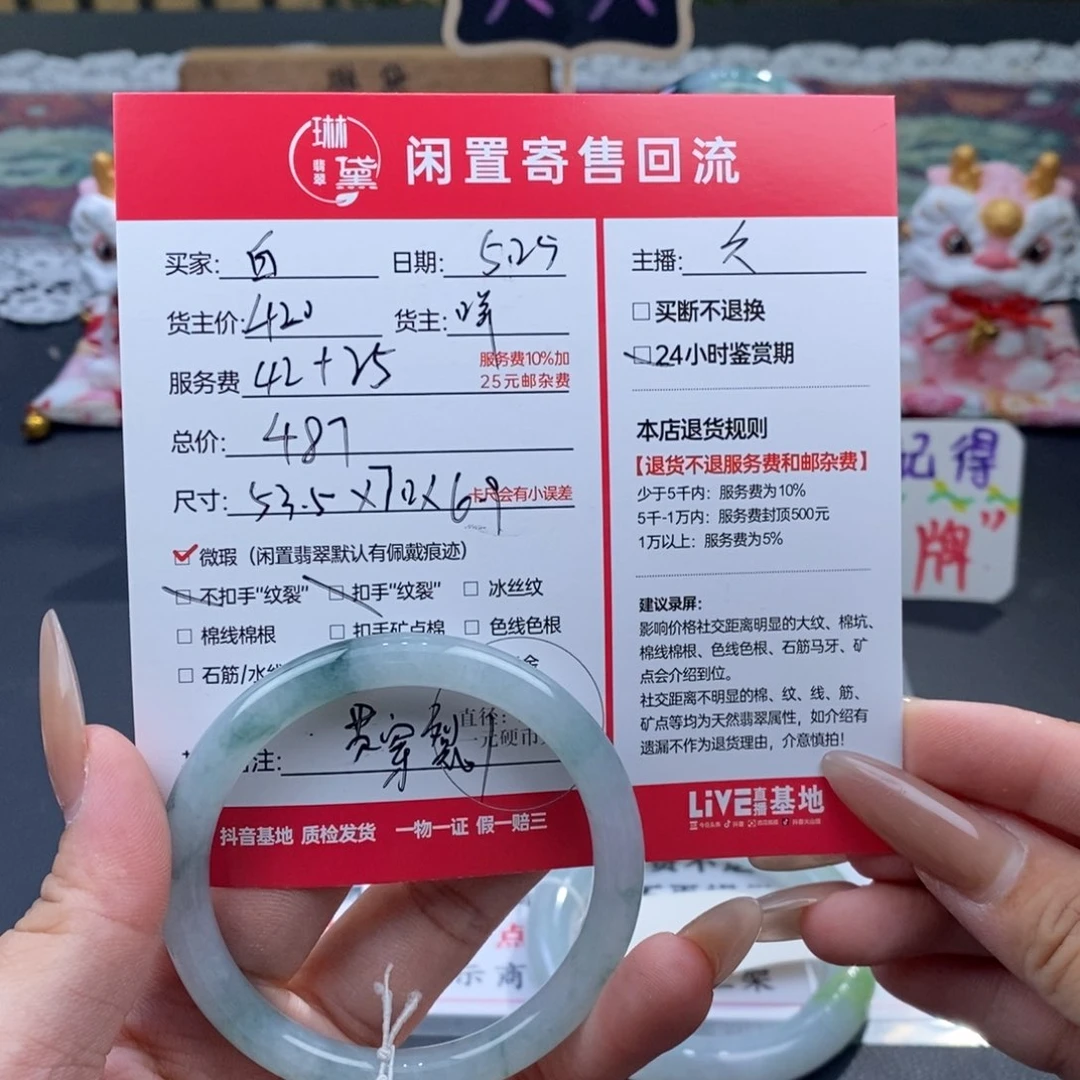 琳黛
翡翠
闲置寄售回流
买家: 白 日期: 5.25
货主价: 420 货主: 咩
服务费 42+25
服务费10%加
25元邮杂费
总价: 487
尺寸: 53.5×7.2×6.9
卡尺会有小误差
微瑕（闲置翡翠默认有佩戴痕迹）
不扣手"纹裂" 扣手"纹裂" 冰丝纹
棉线棉根 扣手矿点棉 色线色根
石筋/水
直径:
一元硬币
注: 贯穿裂
抖音基地 质检发货 一物一证 假一赔三
主播: 欠
买断不退换
24小时鉴赏期
本店退货规则
【退货不退服务费和邮杂费】
少于5千内：服务费为10%
5千-1万内：服务费封顶500元
1万以上：服务费为5%
建议录屏：
影响价格社交距离明显的大纹、棉坑、
棉线棉根、色线色根、石筋马牙、矿
点会介绍到位。
社交距离不明显的棉、纹、线、筋、
矿点等均为天然翡翠属性，如介绍有
遗漏不作为退货理由，介意慎拍！
LiVE直播基地
记得
牌"
点
示商